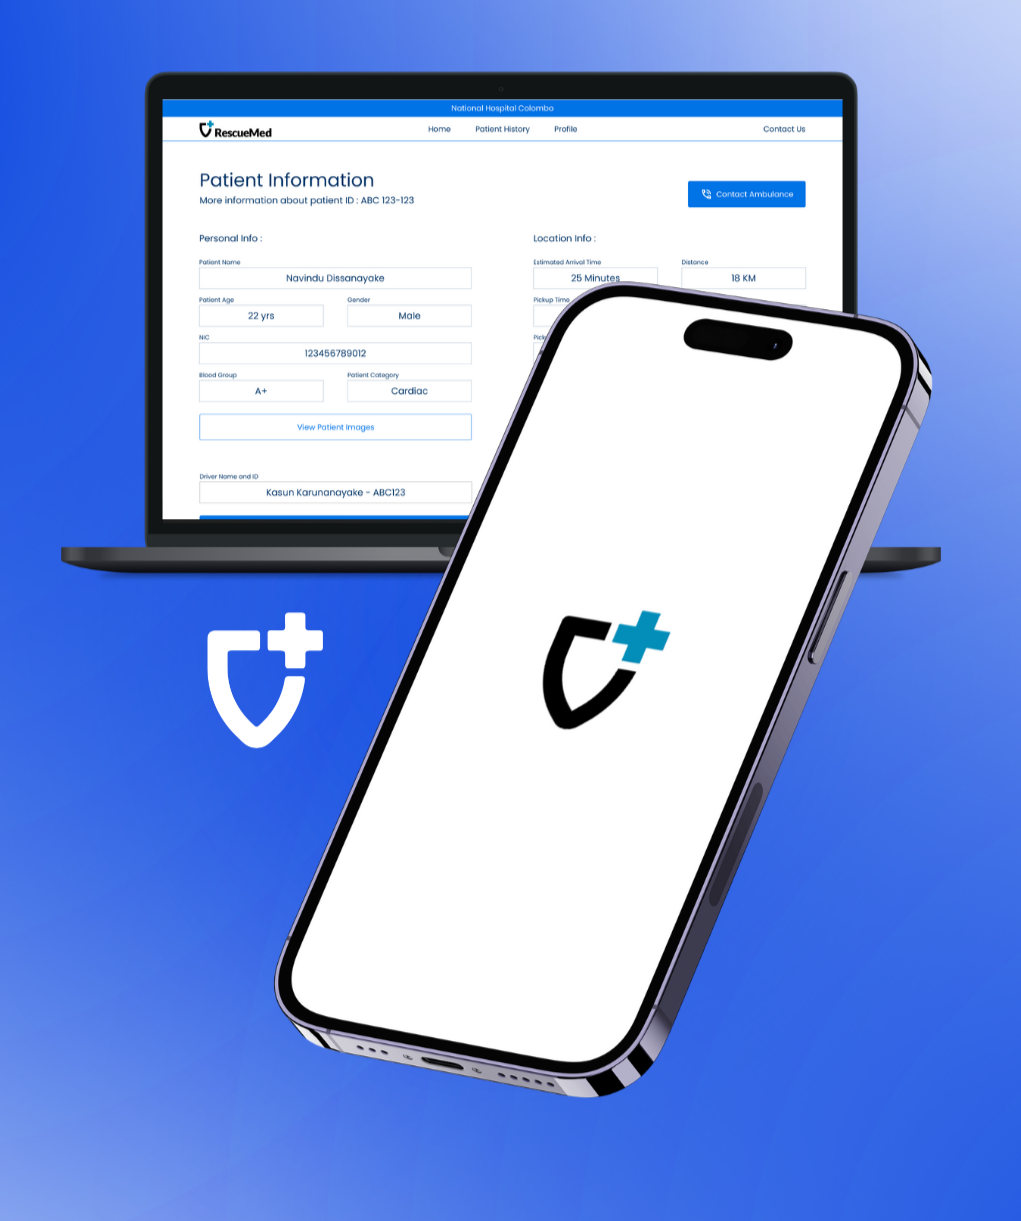 National Hospital Colombo
RescueMed
Home Patient History Profile Contact Us
Patient Information
More information about patient ID : ABC 123-123
Contact Ambulance
Personal Info :
Location Info :
Patient Name
Navindu Dissanayake
Estimated Arrival Time
25 Minutes
Distance
18 KM
Patient Age
22 yrs
Gender
Male
Pickup Time
NIC
123456789012
Blood Group
A+
Patient Category
Cardiac
View Patient Images
Driver Name and ID
Kasun Karunanayake - ABC123